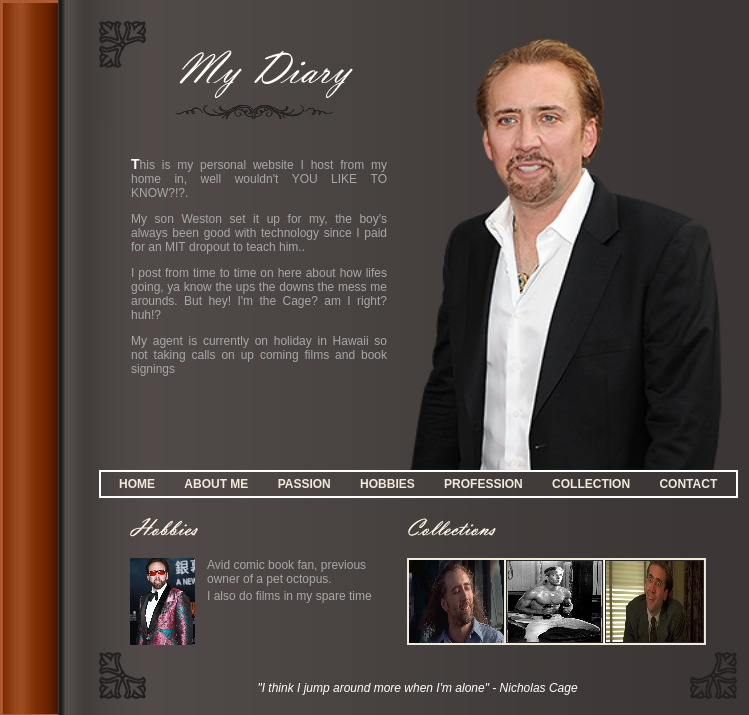 My Diary
This is my personal website I host from my
home in, well wouldn't YOU LIKE TO
KNOW?!?.
My son Weston set it up for my, the boy's
always been good with technology since I paid
for an MIT dropout to teach him..
I post from time to time on here about how lifes
going, ya know the ups the downs the mess me
arounds. But hey! I'm the Cage? am I right?
huh!?
My agent is currently on holiday in Hawaii so
not taking calls on up coming films and book
signings
HOME ABOUT ME PASSION HOBBIES PROFESSION COLLECTION CONTACT
Hobbies
Avid comic book fan, previous
owner of a pet octopus.
I also do films in my spare time
Collections
銀
A NEW
"I think I jump around more when I'm alone" - Nicholas Cage